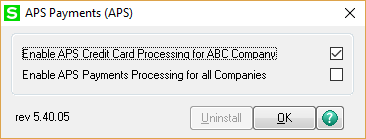 S APS Payments (APS)
Enable APS Credit Card Processing for ABC Company
Enable APS Payments Processing for all Companies
rev 5.40.05
Uninstall
OK
?